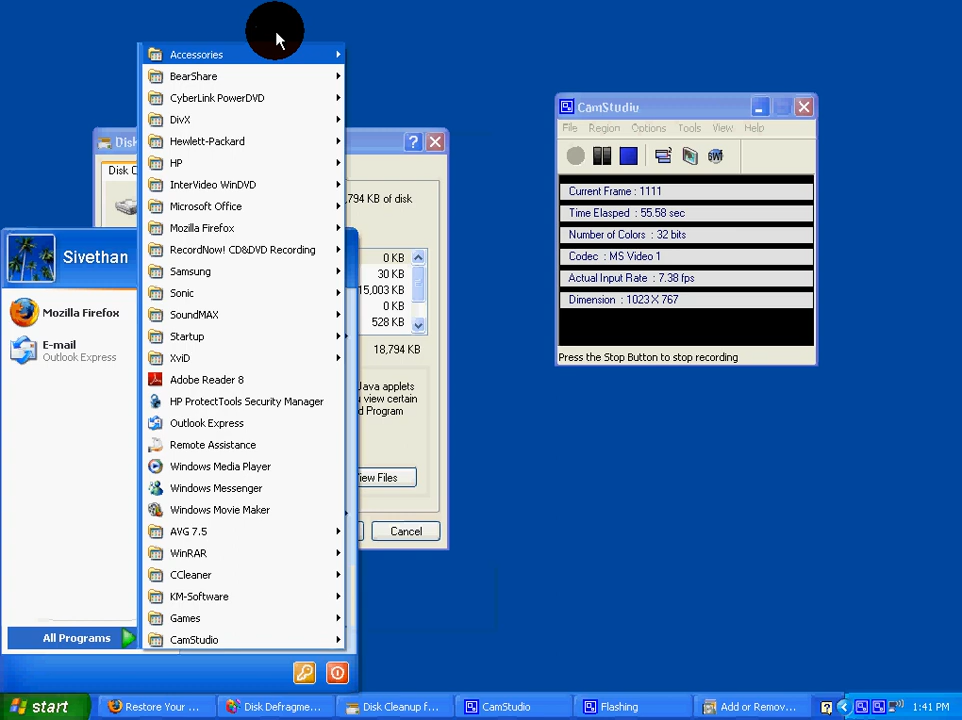 Accessories
BearShare
CyberLink PowerDVD
DivX
Hewlett-Packard
HP
InterVideo WinDVD
Microsoft Office
Mozilla Firefox
RecordNow! CD&DVD Recording
Samsung
Sonic
SoundMAX
Startup
XviD
Adobe Reader 8
HP ProtectTools Security Manager
Outlook Express
Remote Assistance
Windows Media Player
Windows Messenger
Windows Movie Maker
AVG 7.5
WinRAR
CCleaner
KM-Software
Games
CamStudio
Disk
Disk C
,794 KB of disk
0 KB
30 KB
15,003 KB
0 KB
528 KB
18,794 KB
Java applets
view certain
d Program
iew Files
Cancel
Sivethan
Mozilla Firefox
E-mail
Outlook Express
All Programs
CamStudio
File Region Options Tools View Help
Current Frame : 1111
Time Elasped : 55.58 sec
Number of Colors : 32 bits
Codec : MS Video 1
Actual Input Rate : 7.38 fps
Dimension : 1023 X 767
Press the Stop Button to stop recording
start
Restore Your ...
Disk Defragme...
Disk Cleanup f...
CamStudio
Flashing
Add or Remov...
1:41 PM